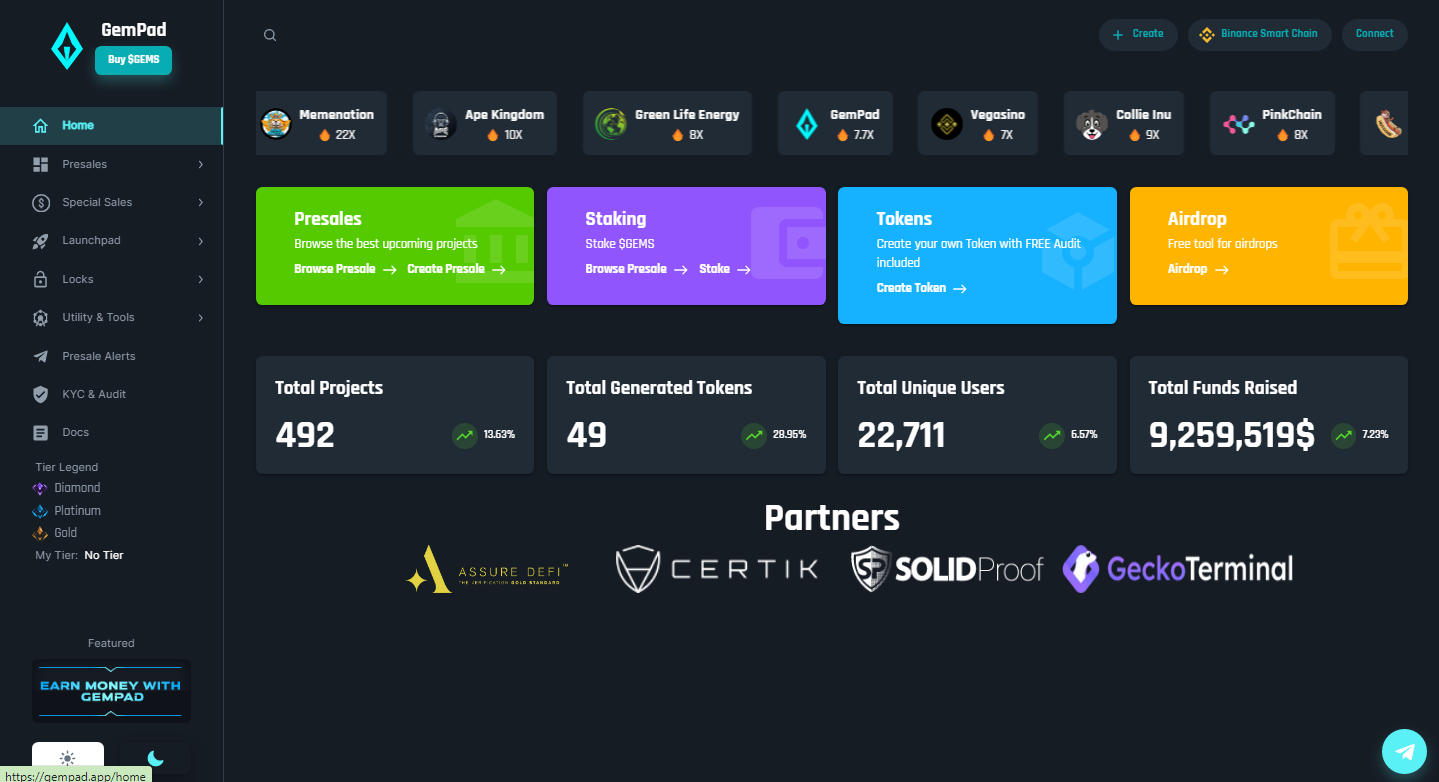 GemPad
Buy $GEMS
Home
Presales
Special Sales
Launchpad
Locks
Utility & Tools
Presale Alerts
KYC & Audit
Docs
Tier Legend
Diamond
Platinum
Gold
My Tier: No Tier
Featured
EARN MONEY WITH
GEMPAD
https://gempad.app/home
Create
Binance Smart Chain
Connect
Memenation
22X
Ape Kingdom
10X
Green Life Energy
8X
GemPad
7.7X
Vegasino
7X
Collie Inu
9X
PinkChain
8X
Presales
Browse the best upcoming projects
Browse Presale
Create Presale
Staking
Stake $GEMS
Browse Presale
Stake
Tokens
Create your own Token with FREE Audit
included
Create Token
Airdrop
Free tool for airdrops
Airdrop
Total Projects
492
13.63%
Total Generated Tokens
49
28.95%
Total Unique Users
22,711
6.57%
Total Funds Raised
9,259,519$
7.23%
Partners
ASSURE DEFI™
THE VERIFICATION GOLD STANDARD
CERTIK
SP SOLIDProof
GeckoTerminal